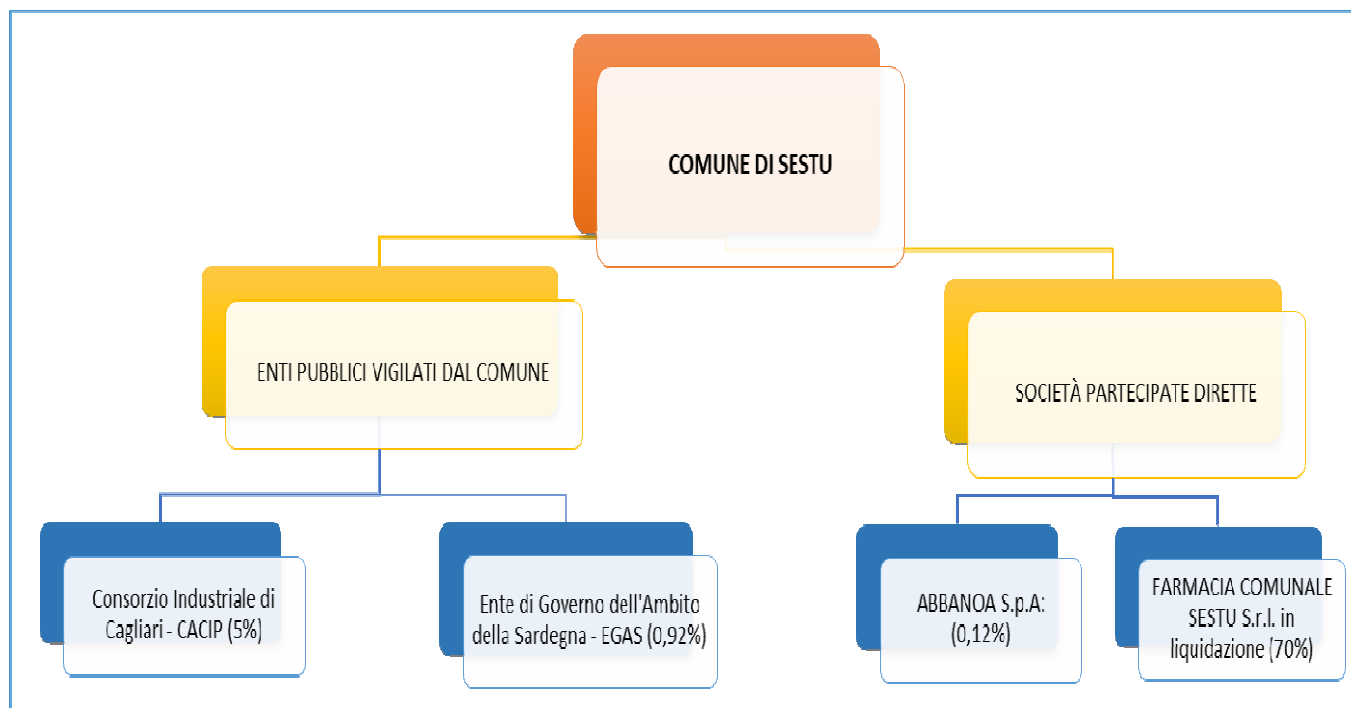 COMUNE DI SESTU
ENTI PUBBLICI VIGILATI DAL COMUNE
SOCIETÀ PARTECIPATE DIRETTE
Consorzio Industriale di
Cagliari - CACIP (5%)
Ente di Governo dell'Ambito
della Sardegna - EGAS (0,92%)
ABBANOA S.p.A:
(0,12%)
FARMACIA COMUNALE
SESTU S.r.l. in
liquidazione (70%)